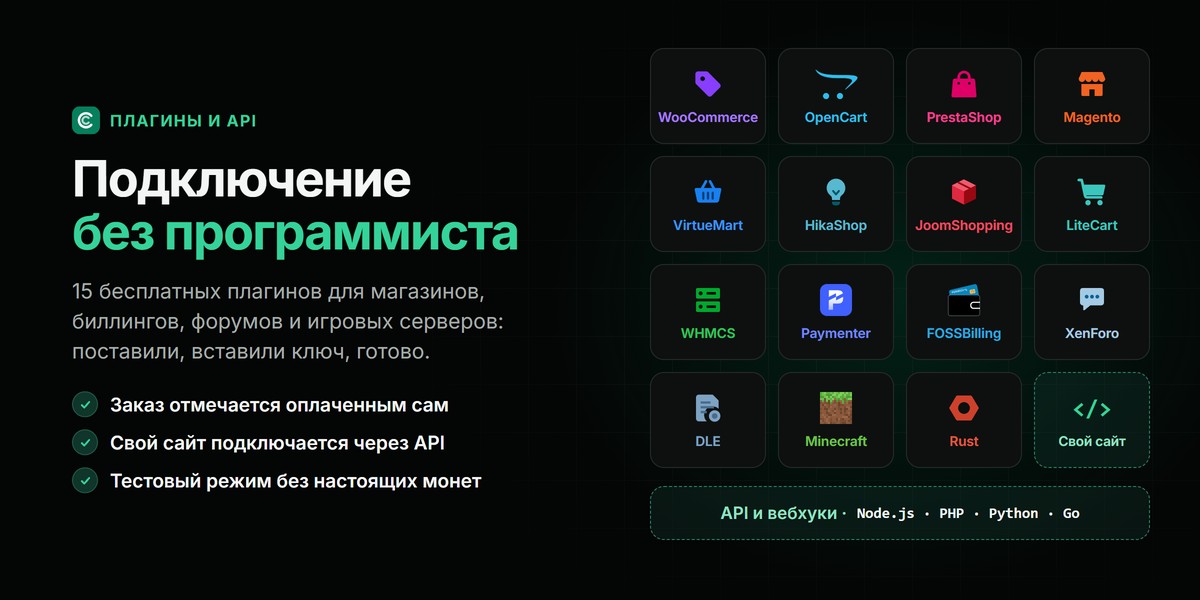 ПЛАГИНЫ И API
Подключение
без программиста
15 бесплатных плагинов для магазинов,
биллингов, форумов и игровых серверов:
поставили, вставили ключ, готово.
Заказ отмечается оплаченным сам
Свой сайт подключается через API
Тестовый режим без настоящих монет
WooCommerce
OpenCart
PrestaShop
Magento
VirtueMart
HikaShop
JoomShopping
LiteCart
WHMCS
Paymenter
FOSSBilling
XenForo
DLE
Minecraft
Rust
</>
Свой сайт
API и вебхуки · Node.js · PHP · Python · Go